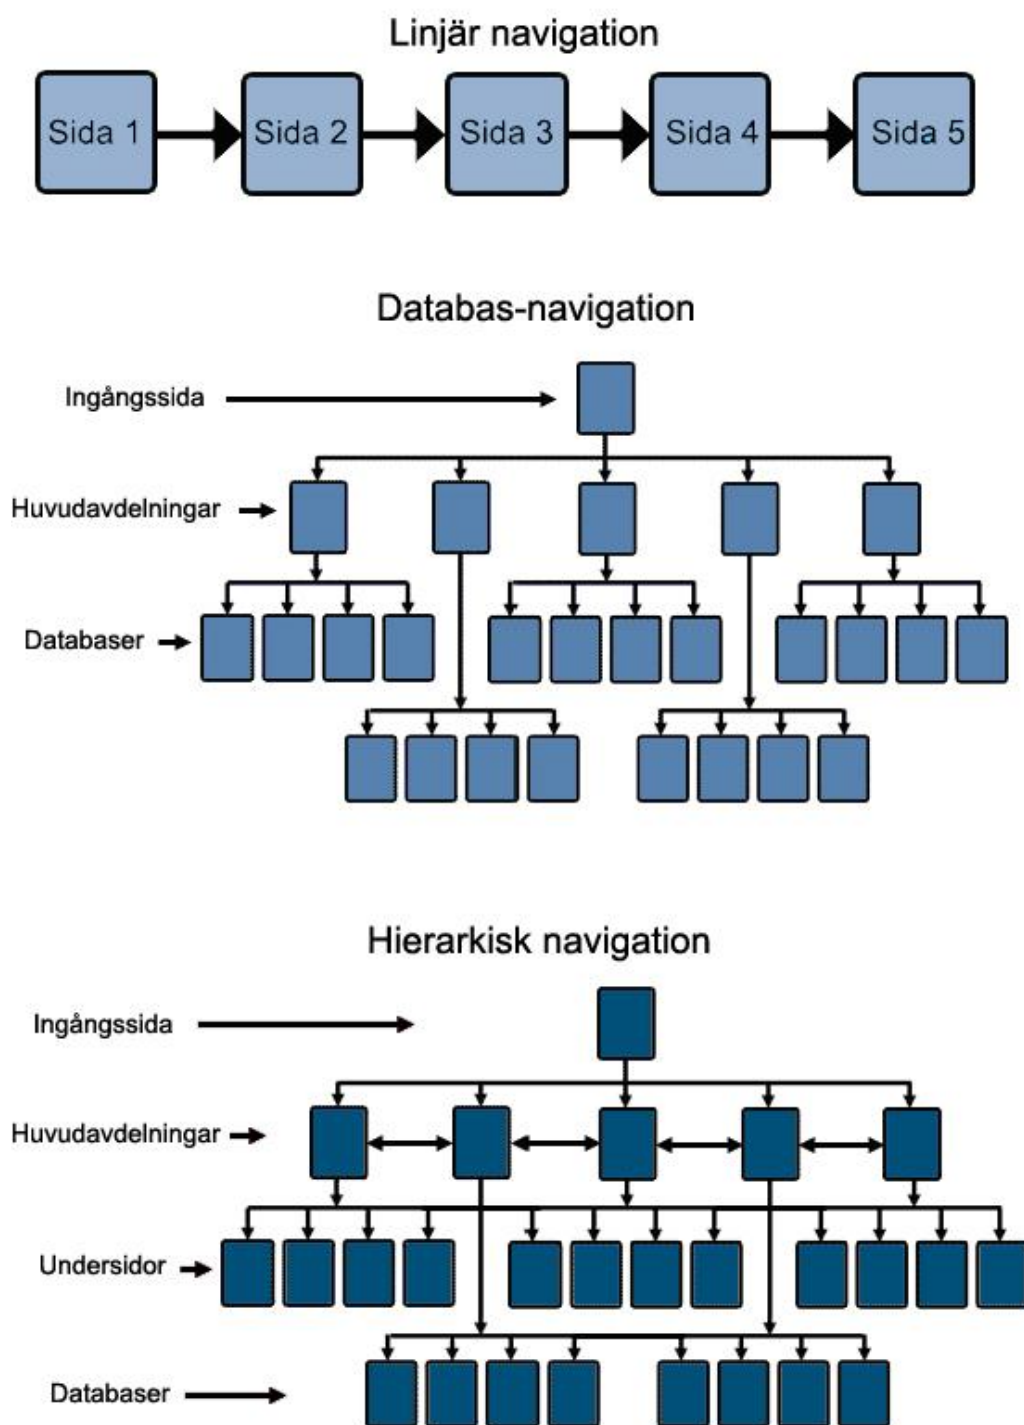 Linjär navigation
Sida 1 Sida 2 Sida 3 Sida 4 Sida 5
Databas-navigation
Ingångssida
Huvudavdelningar
Databaser
Hierarkisk navigation
Ingångssida
Huvudavdelningar
Undersidor
Databaser